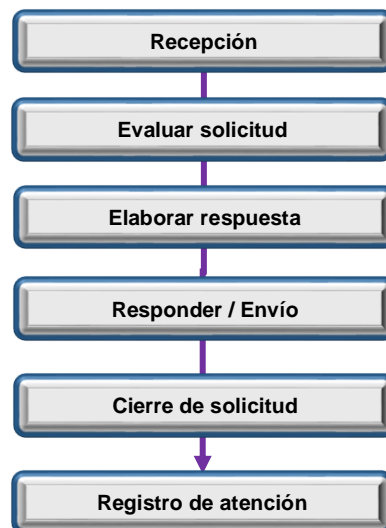 Recepción
Evaluar solicitud
Elaborar respuesta
Responder / Envío
Cierre de solicitud
Registro de atención